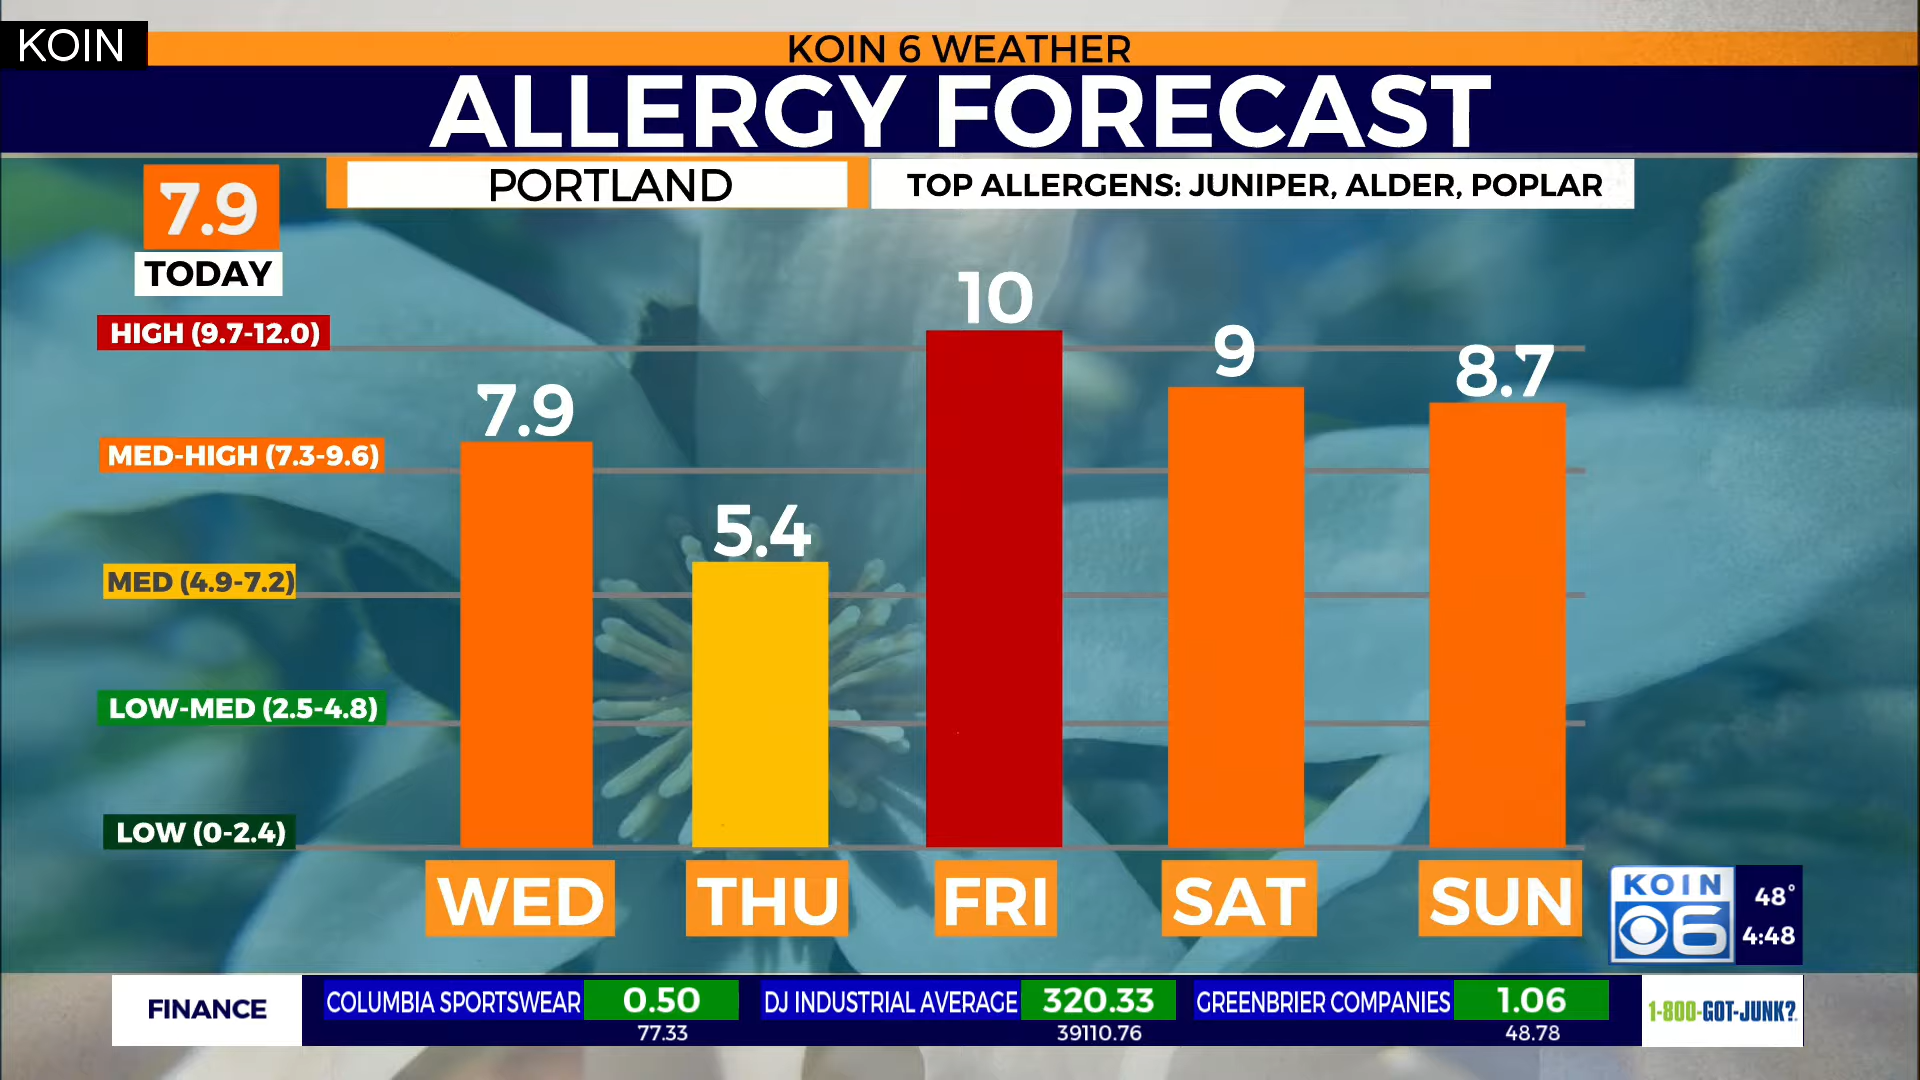 KOIN
KOIN 6 WEATHER
ALLERGY FORECAST
7.9
TODAY
PORTLAND
TOP ALLERGENS: JUNIPER, ALDER, POPLAR
HIGH (9.7-12.0)
MED-HIGH (7.3-9.6)
MED (4.9-7.2)
LOW-MED (2.5-4.8)
LOW (0-2.4)
7.9
5.4
10
9
8.7
WED
THU
FRI
SAT
SUN
KOIN
6
48°
4:48
FINANCE
COLUMBIA SPORTSWEAR 0.50
77.33
DJ INDUSTRIAL AVERAGE 320.33
39110.76
GREENBRIER COMPANIES 1.06
48.78
1-800-GOT-JUNK?